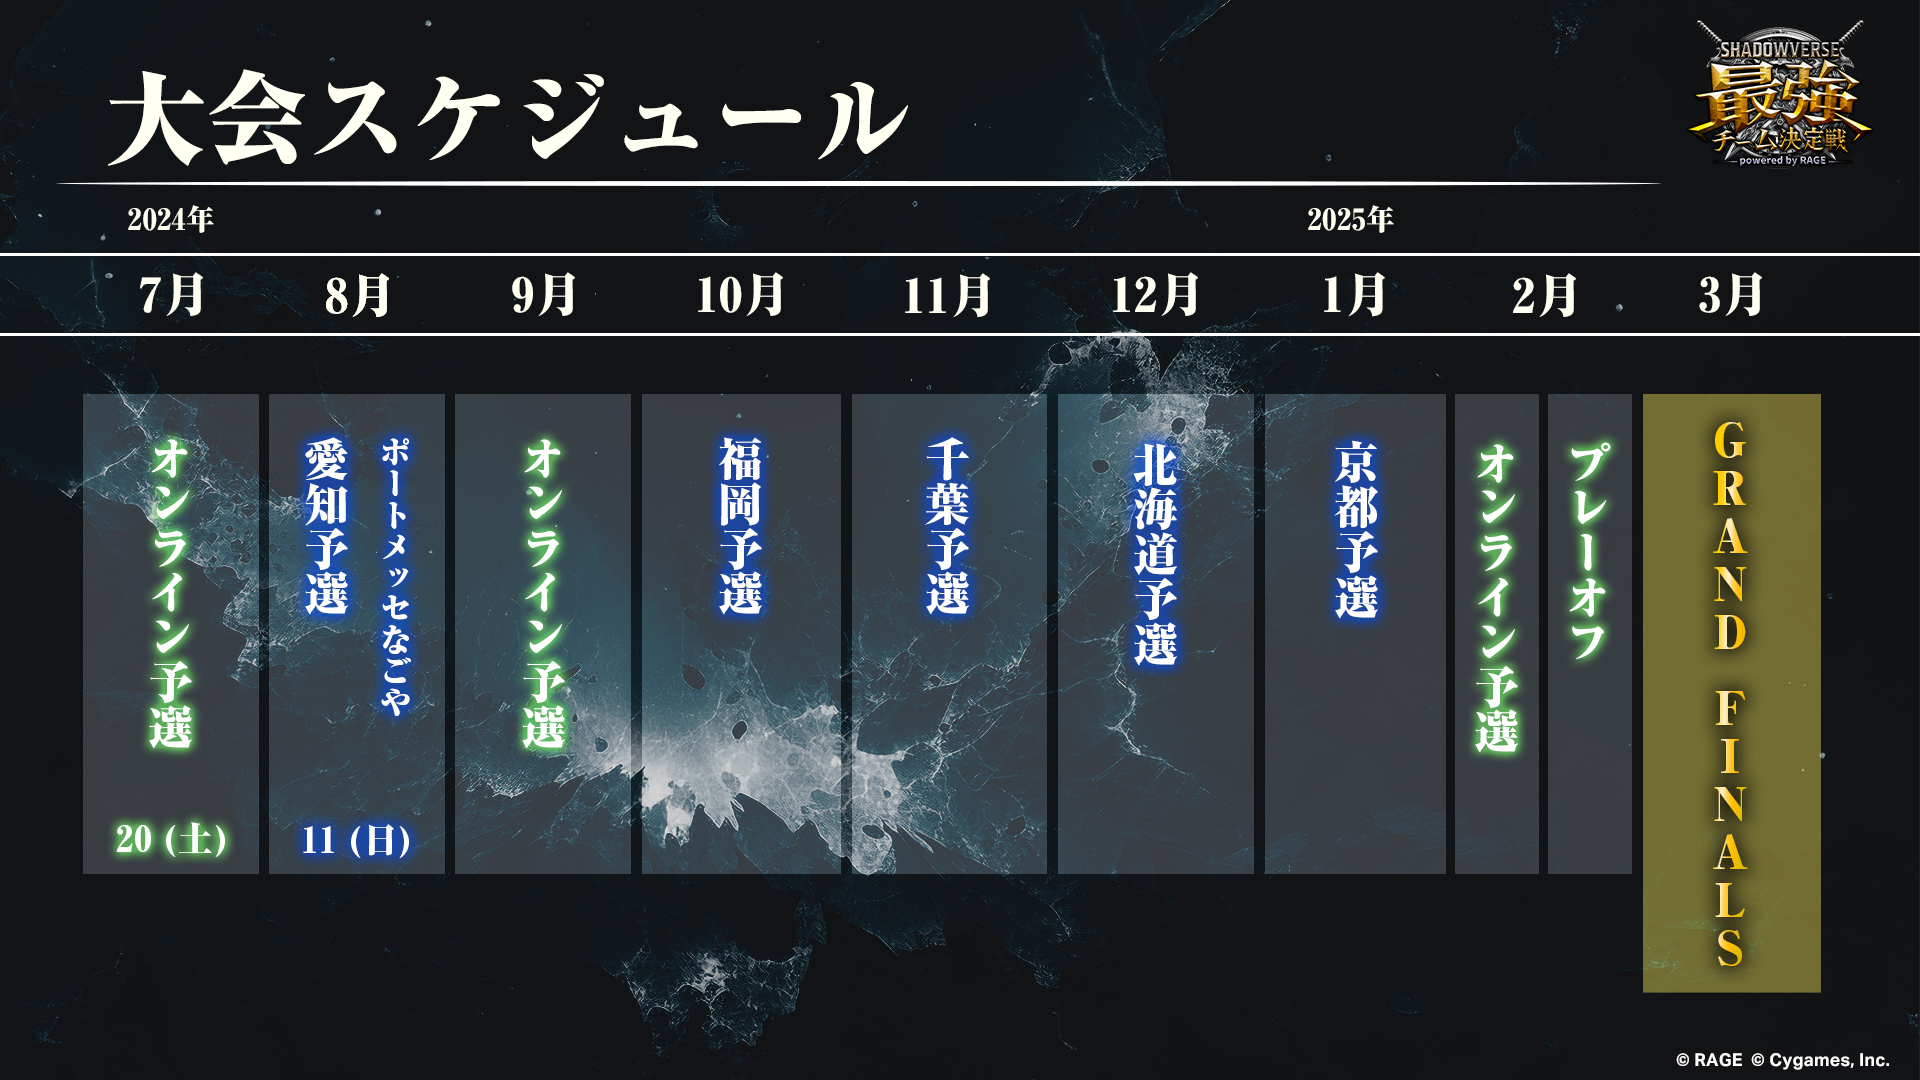 大会スケジュール
SHADOWVERSE
最強
チーム決定戦
powered by RAGE
2024年
2025年
7月
8月
9月
10月
11月
12月
1月
2月
3月
オンライン予選
20 (土)
ポートメッセなごや
愛知予選
11 (日)
オンライン予選
福岡予選
千葉予選
北海道予選
京都予選
オンライン予選
プレーオフ
GRAND FINALS
© RAGE © Cygames, Inc.